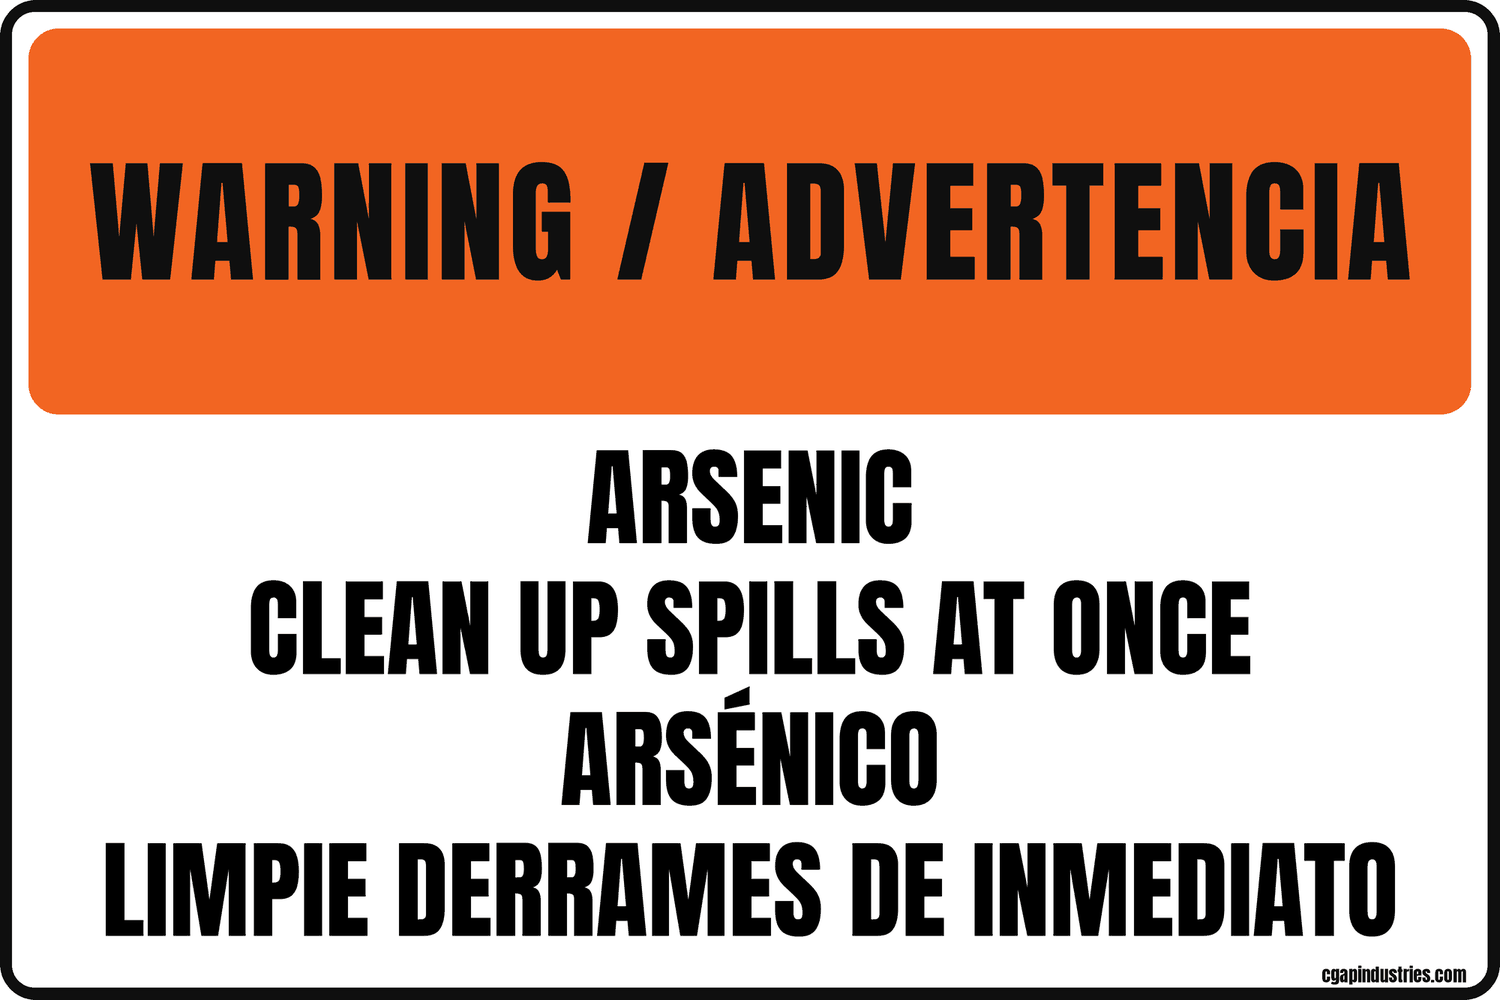 WARNING / ADVERTENCIA
ARSENIC
CLEAN UP SPILLS AT ONCE
ARSÉNICO
LIMPIE DERRAMES DE INMEDIATO
cgapindustries.com